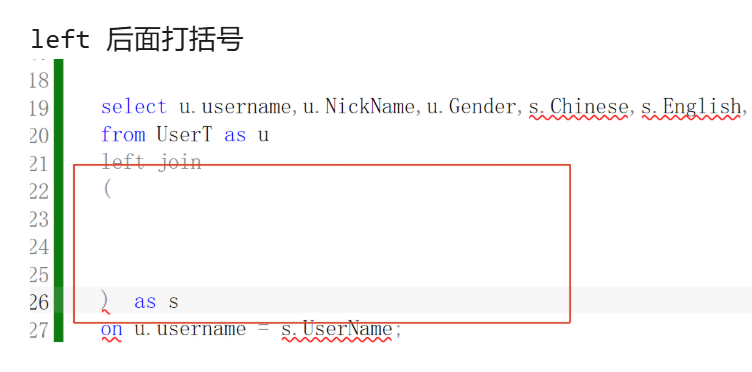 left 后面打括号
18
19 select u.username,u.NickName,u.Gender,s.Chinese,s.English,
20 from UserT as u
21 left join
22 (
23
24
25
26 ) as s
27 on u.username = s.UserName;